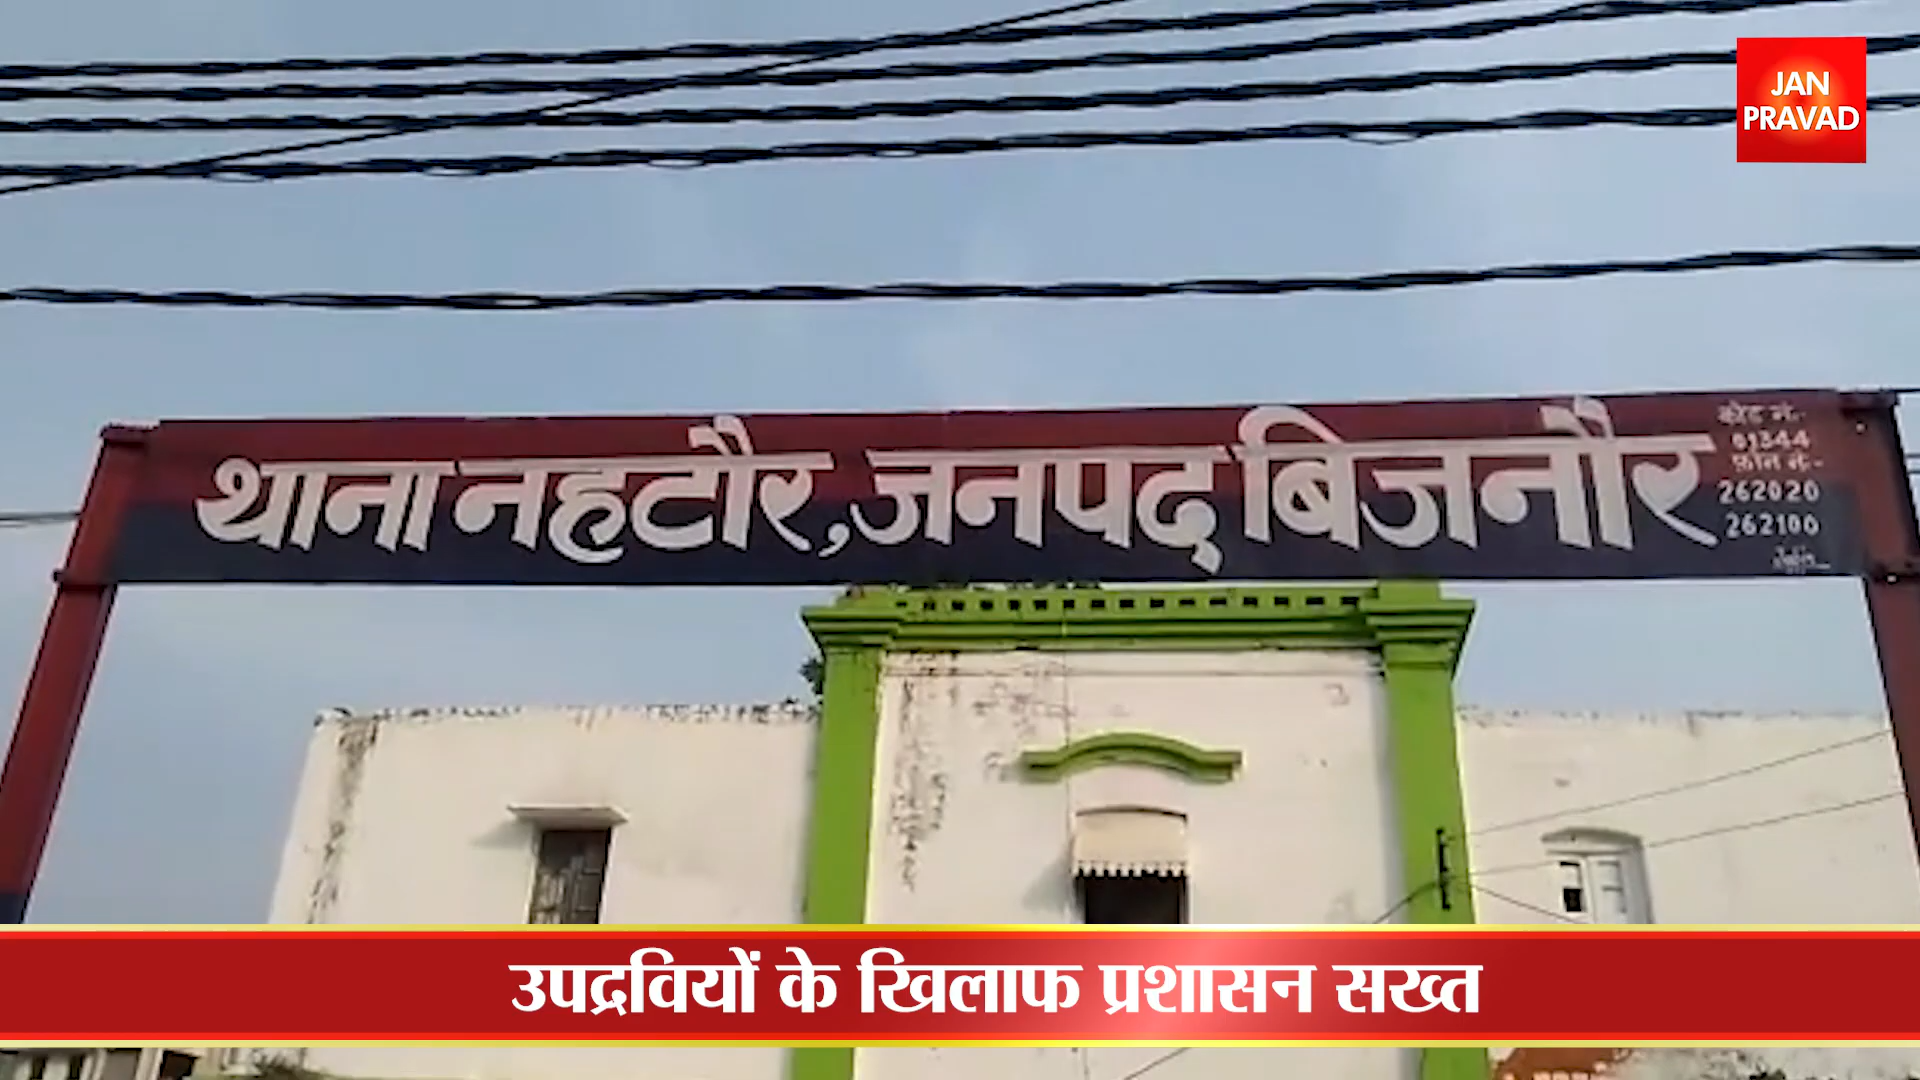 JAN
PRAVAD
थाना नहटौर, जनपद बिजनौर
कोड नं.-
01344
फ़ोन नं.-
262020
262100
उपद्रवियों के खिलाफ प्रशासन सख्त